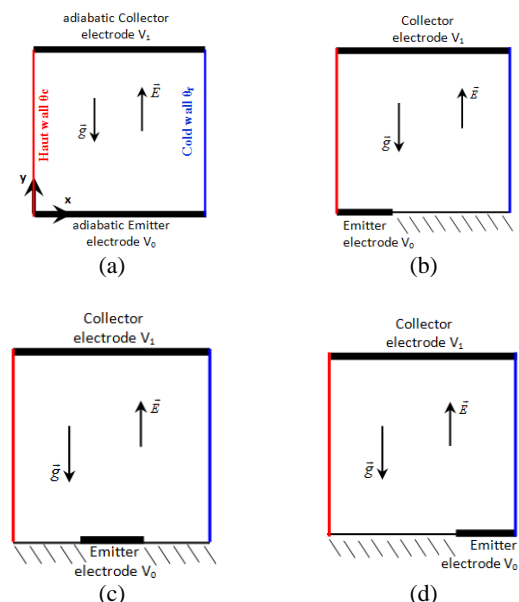 adiabatic Collector
electrode V₁
Haut wall θc
g⃗
E⃗
Cold wall θf
y
x
adiabatic Emitter
electrode V₀
(a)
Collector
electrode V₁
g⃗
E⃗
Emitter
electrode V₀
(b)
Collector
electrode V₁
g⃗
E⃗
Emitter
electrode V₀
(c)
Collector
electrode V₁
g⃗
E⃗
Emitter
electrode V₀
(d)